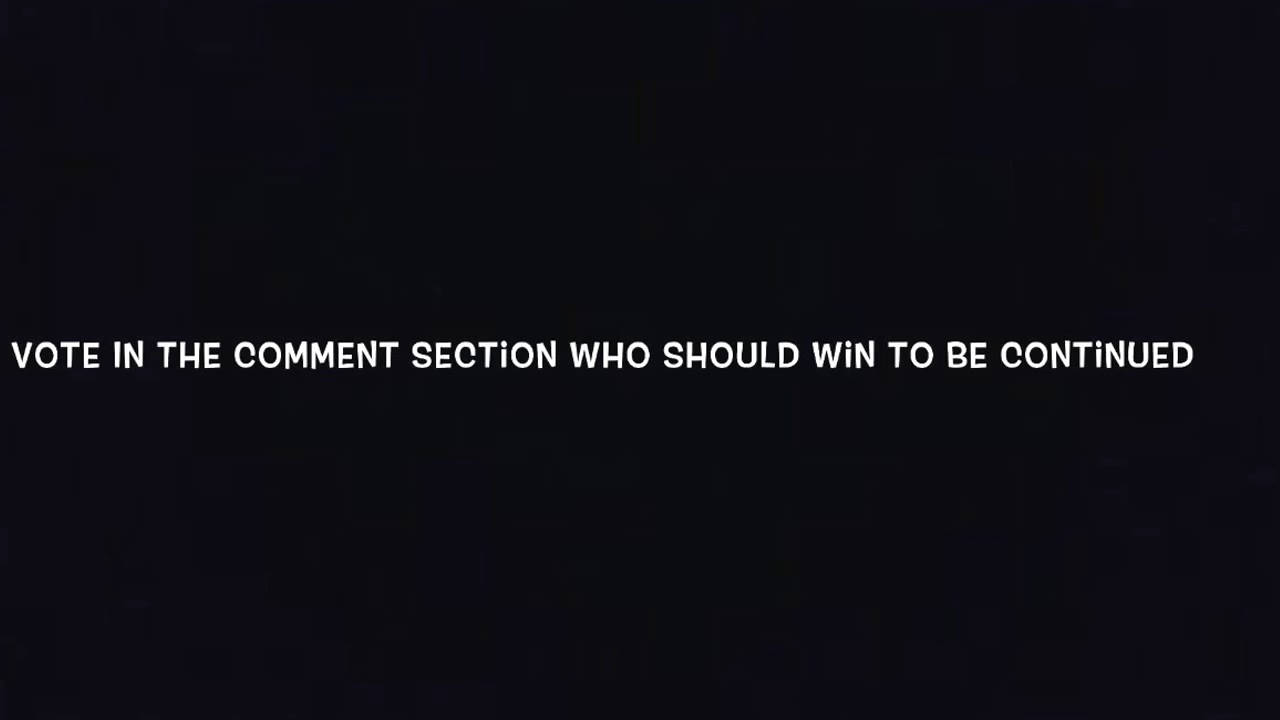 VOTE IN THE COMMENT SECTiON WHO SHOULD WiN TO BE CONTiNUED